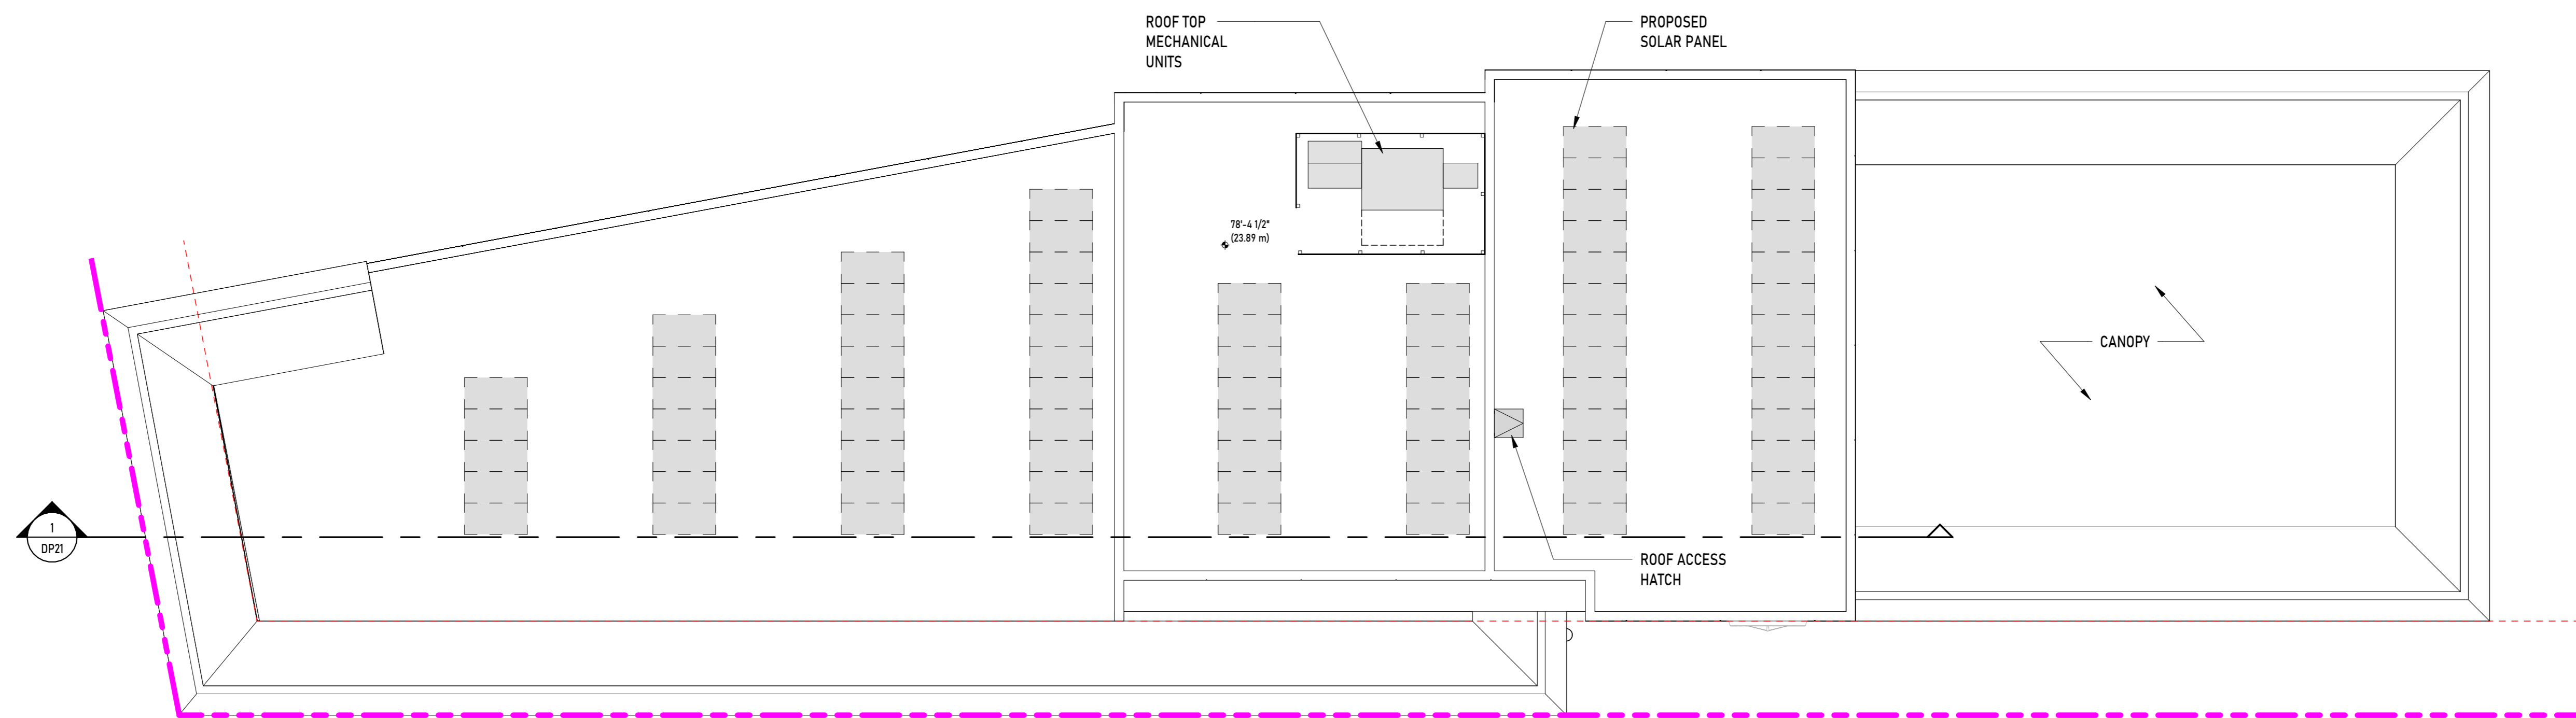 ROOF TOP
MECHANICAL
UNITS
PROPOSED
SOLAR PANEL
78'-4 1/2"
(23.89 m)
CANOPY
1
DP21
ROOF ACCESS
HATCH